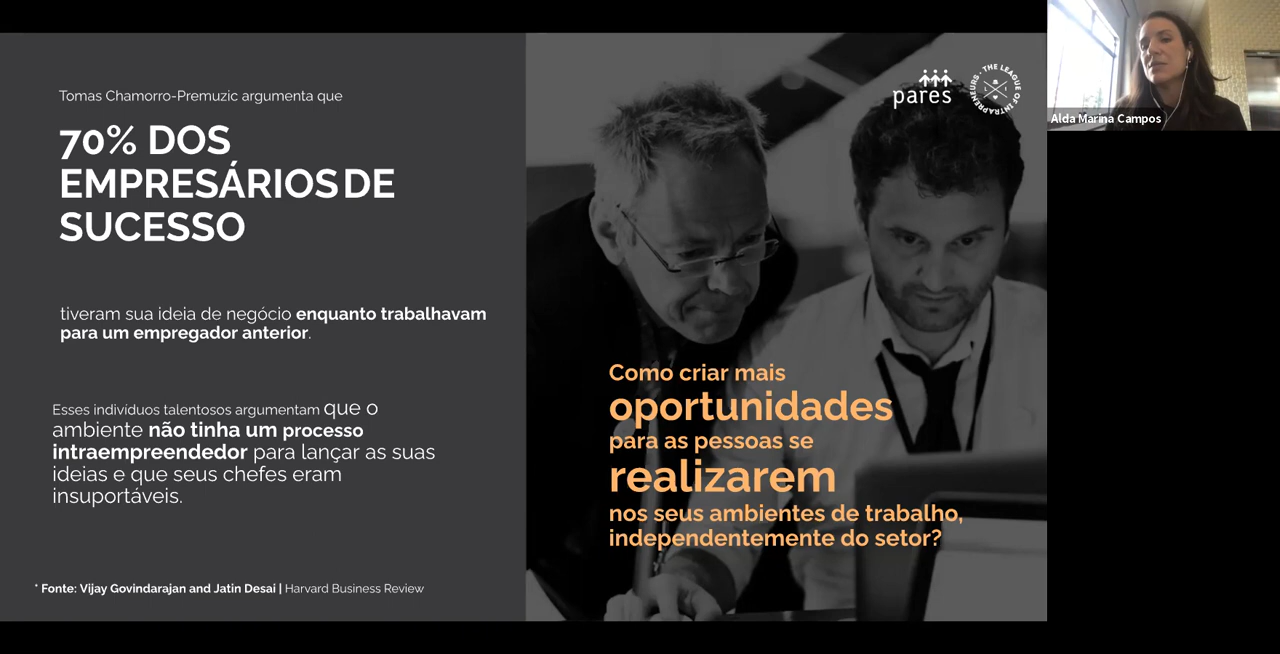 Tomas Chamorro-Premuzic argumenta que
70% DOS
EMPRESÁRIOS DE
SUCESSO
tiveram sua ideia de negócio enquanto trabalhavam
para um empregador anterior.
Esses indivíduos talentosos argumentam que o
ambiente não tinha um processo
intraempreendedor para lançar as suas
ideias e que seus chefes eram
insuportáveis.
* Fonte: Vijay Govindarajan and Jatin Desai | Harvard Business Review
pares
THE LEAGUE OF INTRAPRENEURS
Como criar mais
oportunidades
para as pessoas se
realizarem
nos seus ambientes de trabalho,
independentemente do setor?
Alda Marina Campos